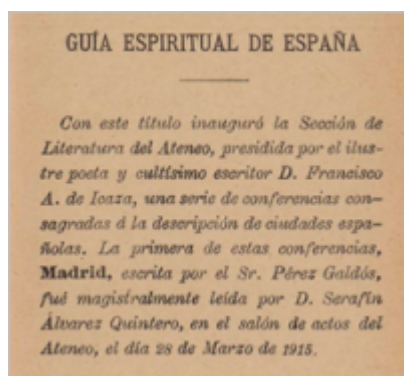 GUÍA ESPIRITUAL DE ESPAÑA
Con este título inauguró la Sección de
Literatura del Ateneo, presidida por el ilus-
tre poeta y cultísimo escritor D. Francisco
A. de Icaza, una serie de conferencias con-
sagradas á la descripción de ciudades espa-
ñolas. La primera de estas conferencias,
Madrid, escrita por el Sr. Pérez Galdós,
fué magistralmente leída por D. Serafín
Álvarez Quintero, en el salón de actos del
Ateneo, el día 28 de Marzo de 1915.